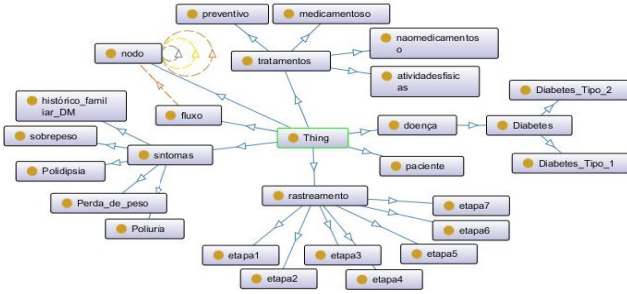 preventivo
medicamentoso
nodo
naomedicamentos
o
tratamentos
atividadesfisic
as
histórico_famil
iar_DM
fluxo
Diabetes_Tipo_2
sobrepeso
Thing
doença
Diabetes
sntomas
Polidipsia
paciente
Diabetes_Tipo_1
Perda_de_peso
rastreamento
etapa7
Poliuria
etapa6
etapa1
etapa3
etapa5
etapa2
etapa4